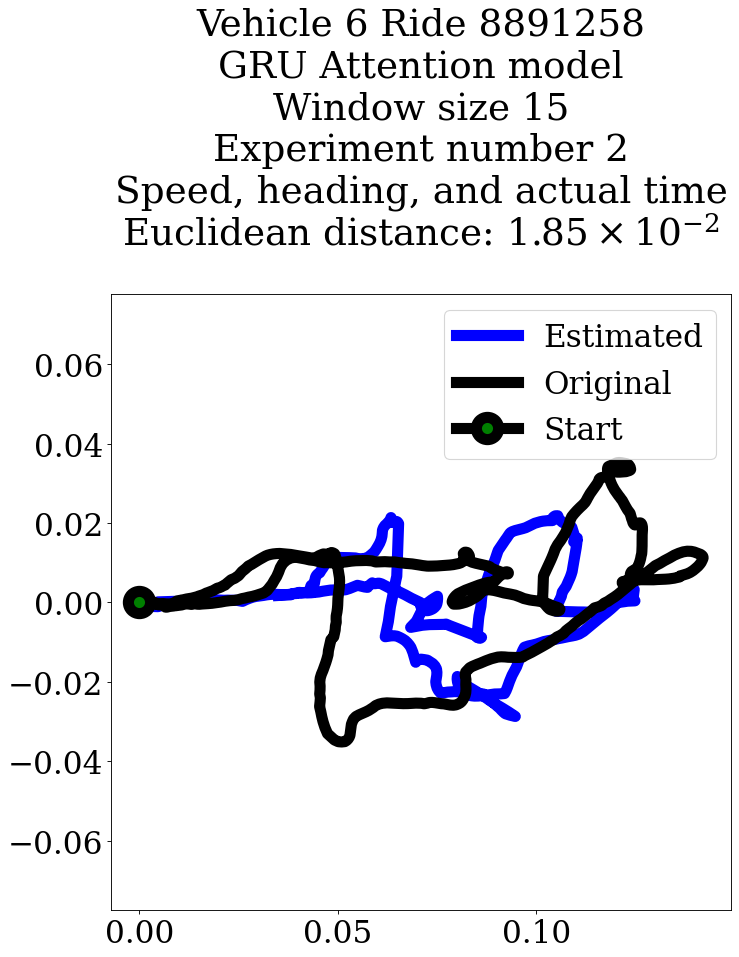 Vehicle 6 Ride 8891258
GRU Attention model
Window size 15
Experiment number 2
Speed, heading, and actual time
Euclidean distance: 1.85 × 10⁻²
Estimated
Original
Start
0.06
0.04
0.02
0.00
−0.02
−0.04
−0.06
0.00 0.05 0.10